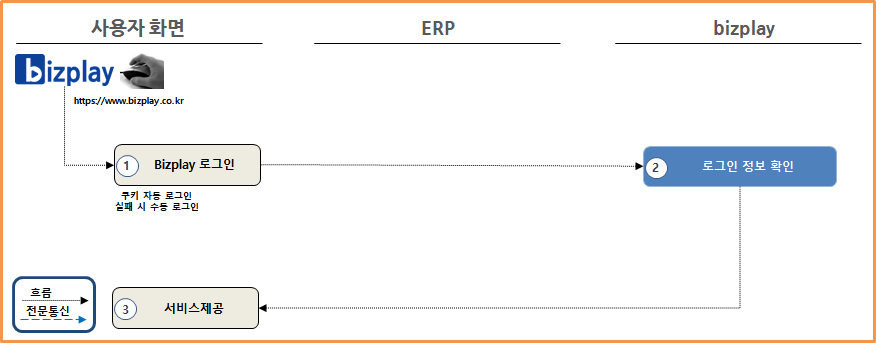 사용자 화면
ERP
bizplay
bizplay
https://www.bizplay.co.kr
1 Bizplay 로그인
2 로그인 정보 확인
쿠키 자동 로그인
실패 시 수동 로그인
흐름
전문통신
3 서비스제공